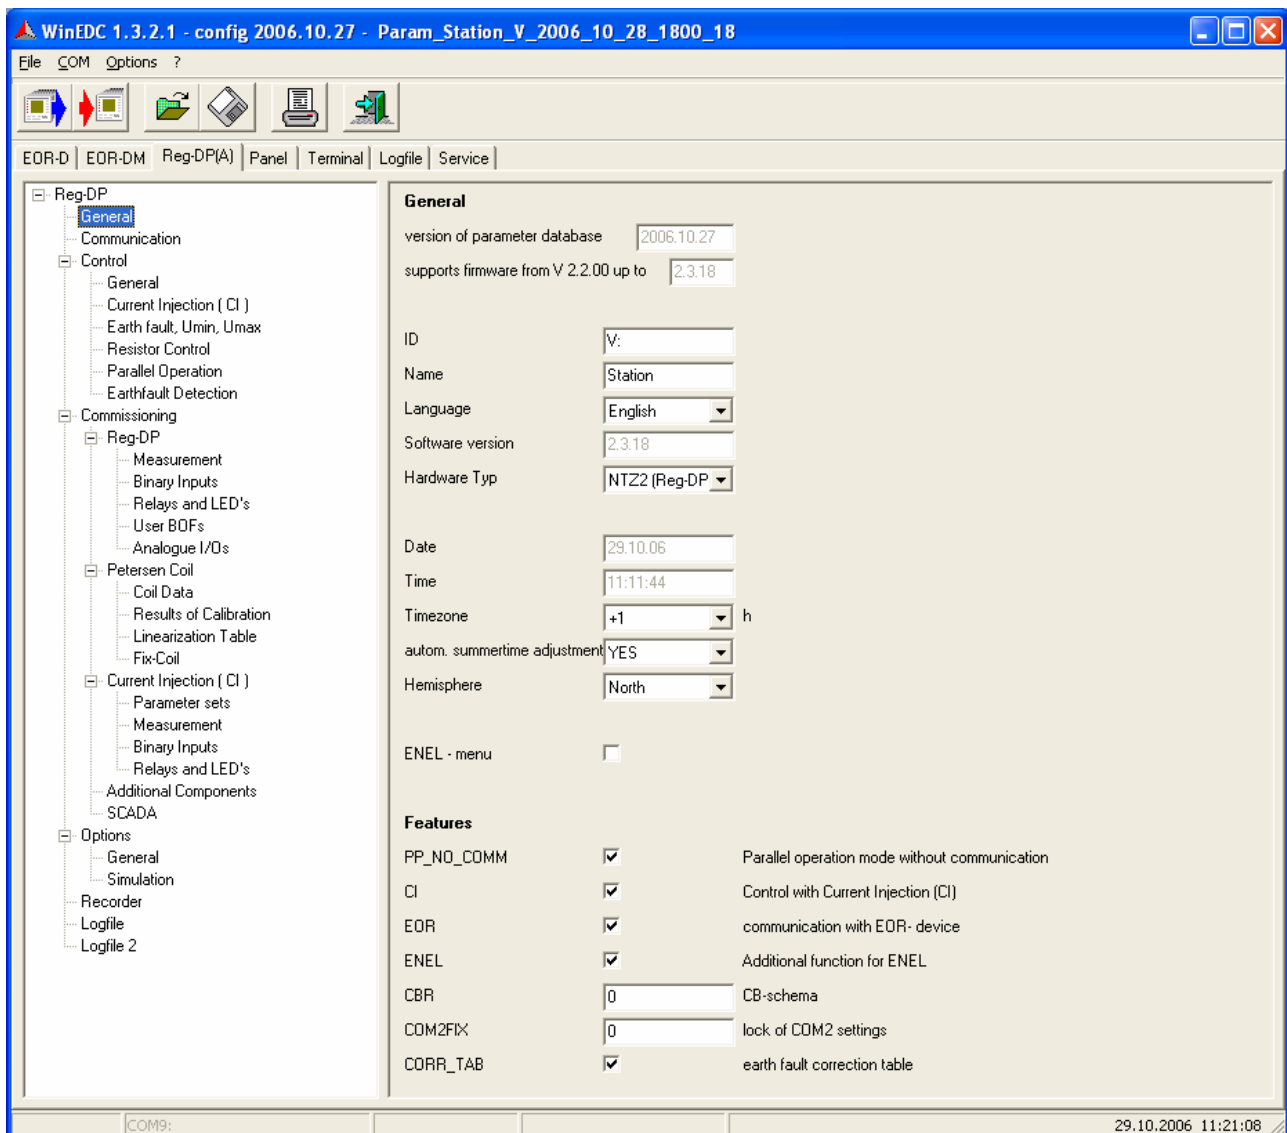 WinEDC 1.3.2.1 - config 2006.10.27 - Param_Station_V_2006_10_28_1800_18
File COM Options ?
EOR-D EOR-DM Reg-DP(A) Panel Terminal Logfile Service
Reg-DP
General
Communication
Control
General
Current Injection ( CI )
Earth fault, Umin, Umax
Resistor Control
Parallel Operation
Earthfault Detection
Commissioning
Reg-DP
Measurement
Binary Inputs
Relays and LED's
User BOFs
Analogue I/Os
Petersen Coil
Coil Data
Results of Calibration
Linearization Table
Fix-Coil
Current Injection ( CI )
Parameter sets
Measurement
Binary Inputs
Relays and LED's
Additional Components
SCADA
Options
General
Simulation
Recorder
Logfile
Logfile 2
General
version of parameter database 2006.10.27
supports firmware from V 2.2.00 up to 2.3.18
ID V:
Name Station
Language English
Software version 2.3.18
Hardware Typ NTZ2 (Reg-DP
Date 29.10.06
Time 11:11:44
Timezone +1 h
autom. summertime adjustment YES
Hemisphere North
ENEL - menu
Features
PP_NO_COMM Parallel operation mode without communication
CI Control with Current Injection (CI)
EOR communication with EOR- device
ENEL Additional function for ENEL
CBR 0 CB-schema
COM2FIX 0 lock of COM2 settings
CORR_TAB earth fault correction table
COM9: 29.10.2006 11:21:08